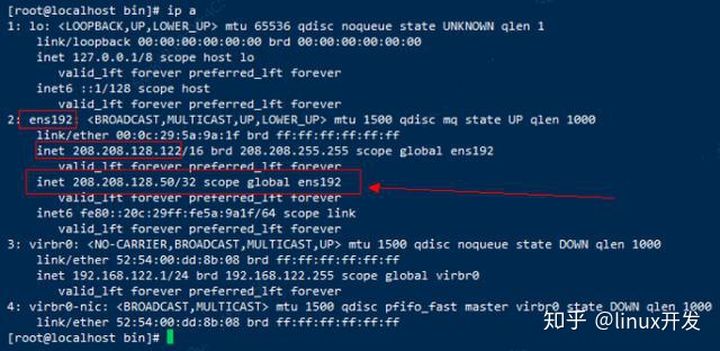 [root@localhost bin]# ip a
1: lo: <LOOPBACK,UP,LOWER_UP> mtu 65536 qdisc noqueue state UNKNOWN qlen 1
link/loopback 00:00:00:00:00:00 brd 00:00:00:00:00:00
inet 127.0.0.1/8 scope host lo
valid_lft forever preferred_lft forever
inet6 ::1/128 scope host
valid_lft forever preferred_lft forever
2: ens192: <BROADCAST,MULTICAST,UP,LOWER_UP> mtu 1500 qdisc mq state UP qlen 1000
link/ether 00:0c:29:5a:9a:1f brd ff:ff:ff:ff:ff:ff
inet 208.208.128.122/16 brd 208.208.255.255 scope global ens192
valid_lft forever preferred_lft forever
inet 208.208.128.50/32 scope global ens192
valid_lft forever preferred_lft forever
inet6 fe80::20c:29ff:fe5a:9a1f/64 scope link
valid_lft forever preferred_lft forever
3: virbr0: <NO-CARRIER,BROADCAST,MULTICAST,UP> mtu 1500 qdisc noqueue state DOWN qlen 1000
link/ether 52:54:00:dd:8b:08 brd ff:ff:ff:ff:ff:ff
inet 192.168.122.1/24 brd 192.168.122.255 scope global virbr0
valid_lft forever preferred_lft forever
4: virbr0-nic: <BROADCAST,MULTICAST> mtu 1500 qdisc pfifo_fast master virbr0 state DOWN qlen 1000
link/ether 52:54:00:dd:8b:08 brd ff:ff:ff:ff:ff:ff
[root@localhost bin]#
知乎 @linux开发